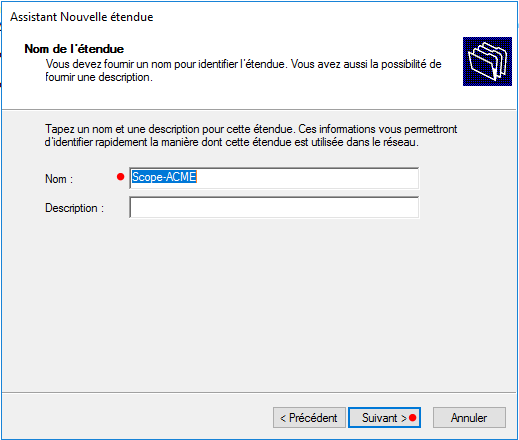 Assistant Nouvelle étendue
Nom de l'étendue
Vous devez fournir un nom pour identifier l'étendue. Vous avez aussi la possibilité de
fournir une description.
Tapez un nom et une description pour cette étendue. Ces informations vous permettront
d'identifier rapidement la manière dont cette étendue est utilisée dans le réseau.
Nom : Scope-ACME
Description :
< Précédent Suivant > Annuler